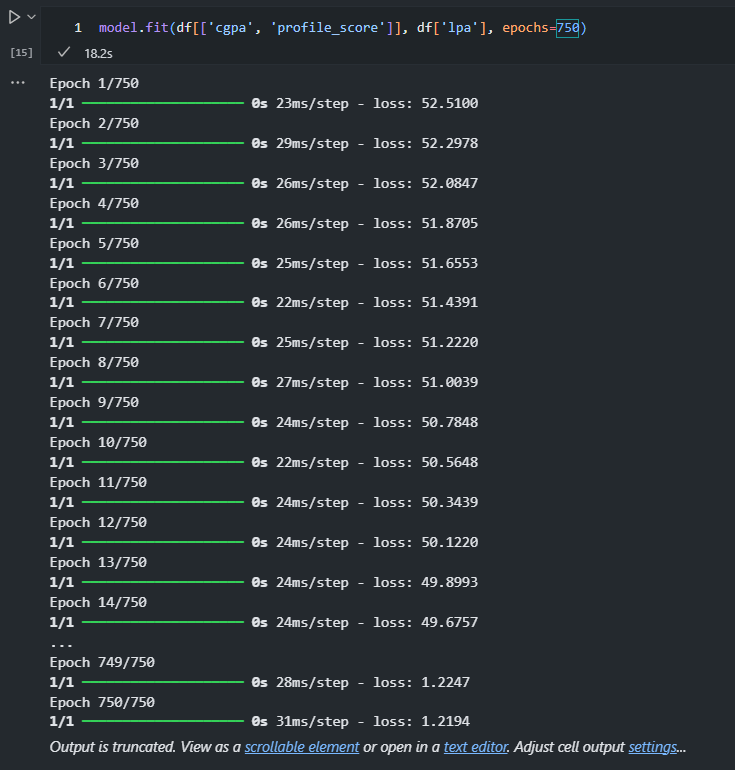 1 model.fit(df[['cgpa', 'profile_score']], df['lpa'], epochs=750)
[15] 18.2s
... Epoch 1/750
1/1 0s 23ms/step - loss: 52.5100
Epoch 2/750
1/1 0s 29ms/step - loss: 52.2978
Epoch 3/750
1/1 0s 26ms/step - loss: 52.0847
Epoch 4/750
1/1 0s 26ms/step - loss: 51.8705
Epoch 5/750
1/1 0s 25ms/step - loss: 51.6553
Epoch 6/750
1/1 0s 22ms/step - loss: 51.4391
Epoch 7/750
1/1 0s 25ms/step - loss: 51.2220
Epoch 8/750
1/1 0s 27ms/step - loss: 51.0039
Epoch 9/750
1/1 0s 24ms/step - loss: 50.7848
Epoch 10/750
1/1 0s 22ms/step - loss: 50.5648
Epoch 11/750
1/1 0s 24ms/step - loss: 50.3439
Epoch 12/750
1/1 0s 24ms/step - loss: 50.1220
Epoch 13/750
1/1 0s 24ms/step - loss: 49.8993
Epoch 14/750
1/1 0s 24ms/step - loss: 49.6757
...
Epoch 749/750
1/1 0s 28ms/step - loss: 1.2247
Epoch 750/750
1/1 0s 31ms/step - loss: 1.2194
Output is truncated. View as a scrollable element or open in a text editor. Adjust cell output settings...